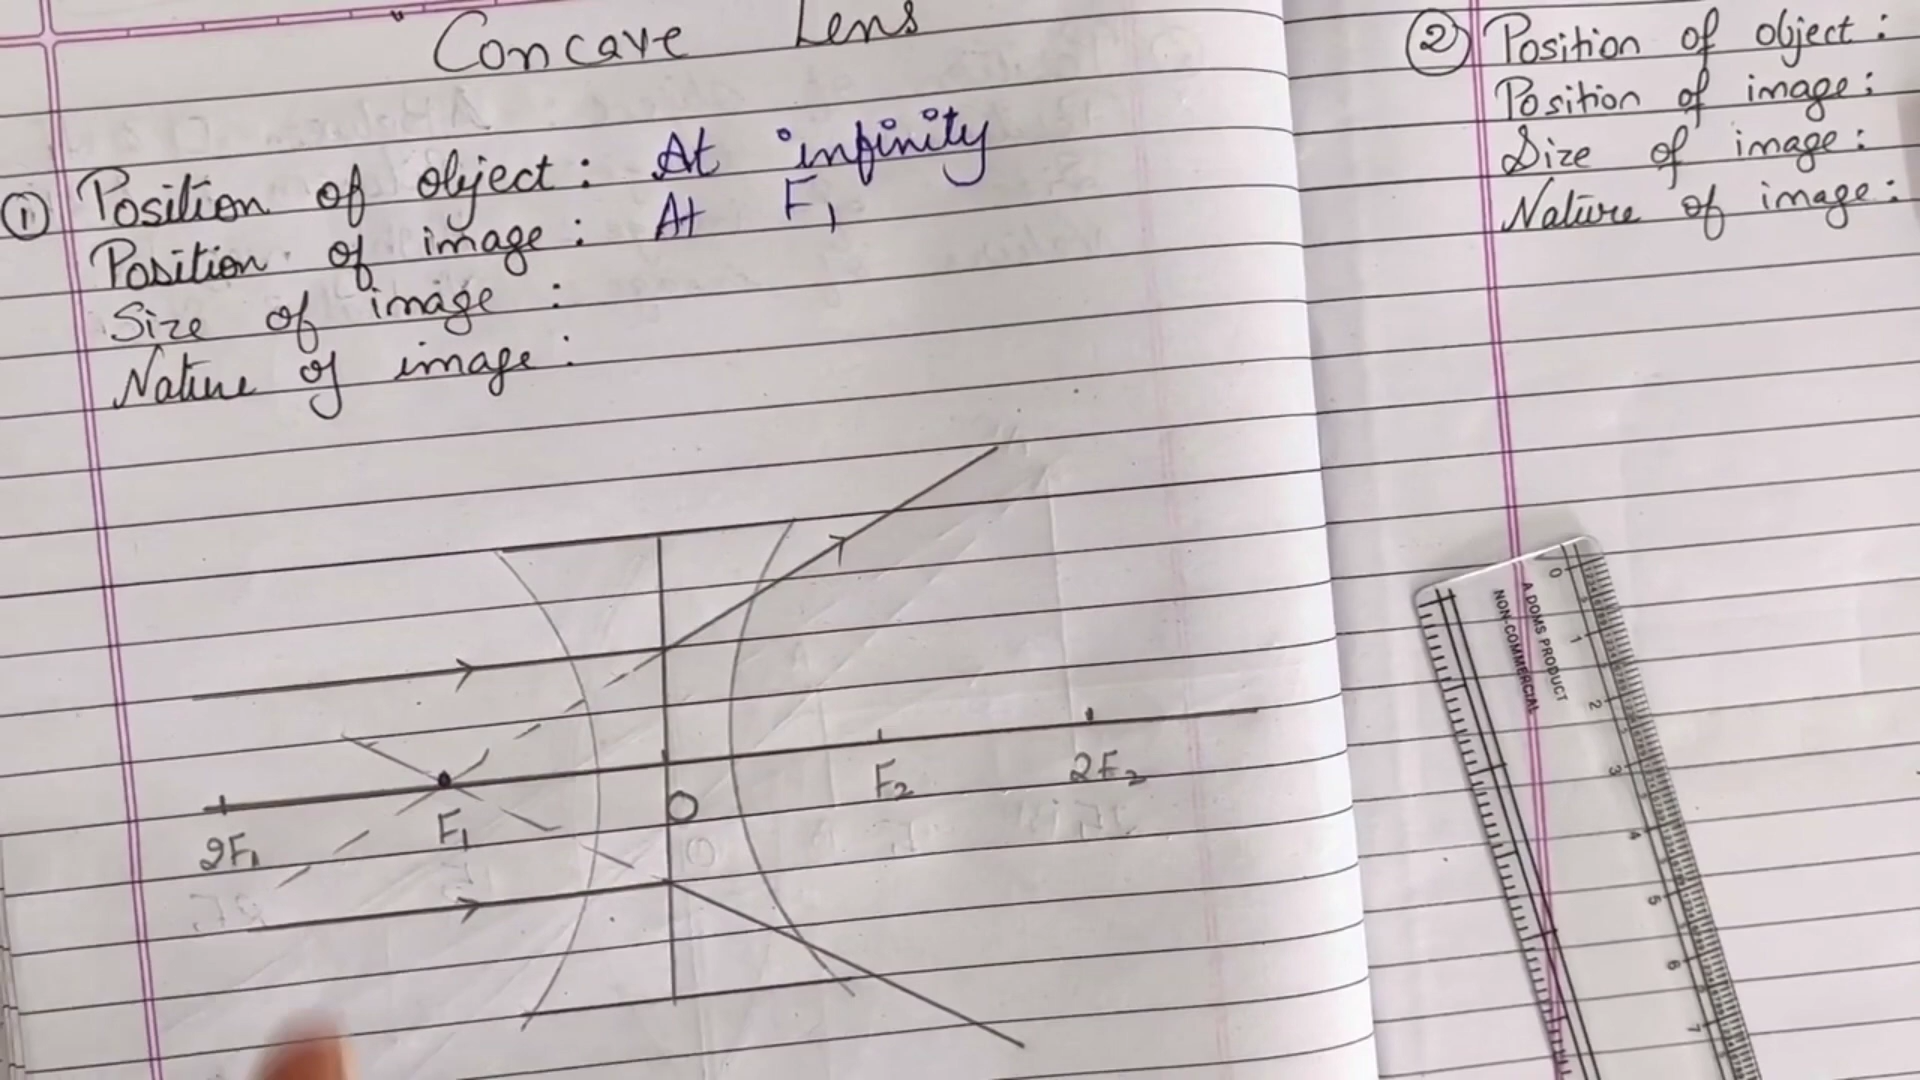 Concave Lens
① Position of object : At infinity
Position of image : At F₁
Size of image :
Nature of image :
2F₁
F₁
O
F₂
2F₂
② Position of object :
Position of image :
Size of image :
Nature of image :
A DOMS PRODUCT
NON-COMMERCIAL
0
1
2
3
4
5
6
7